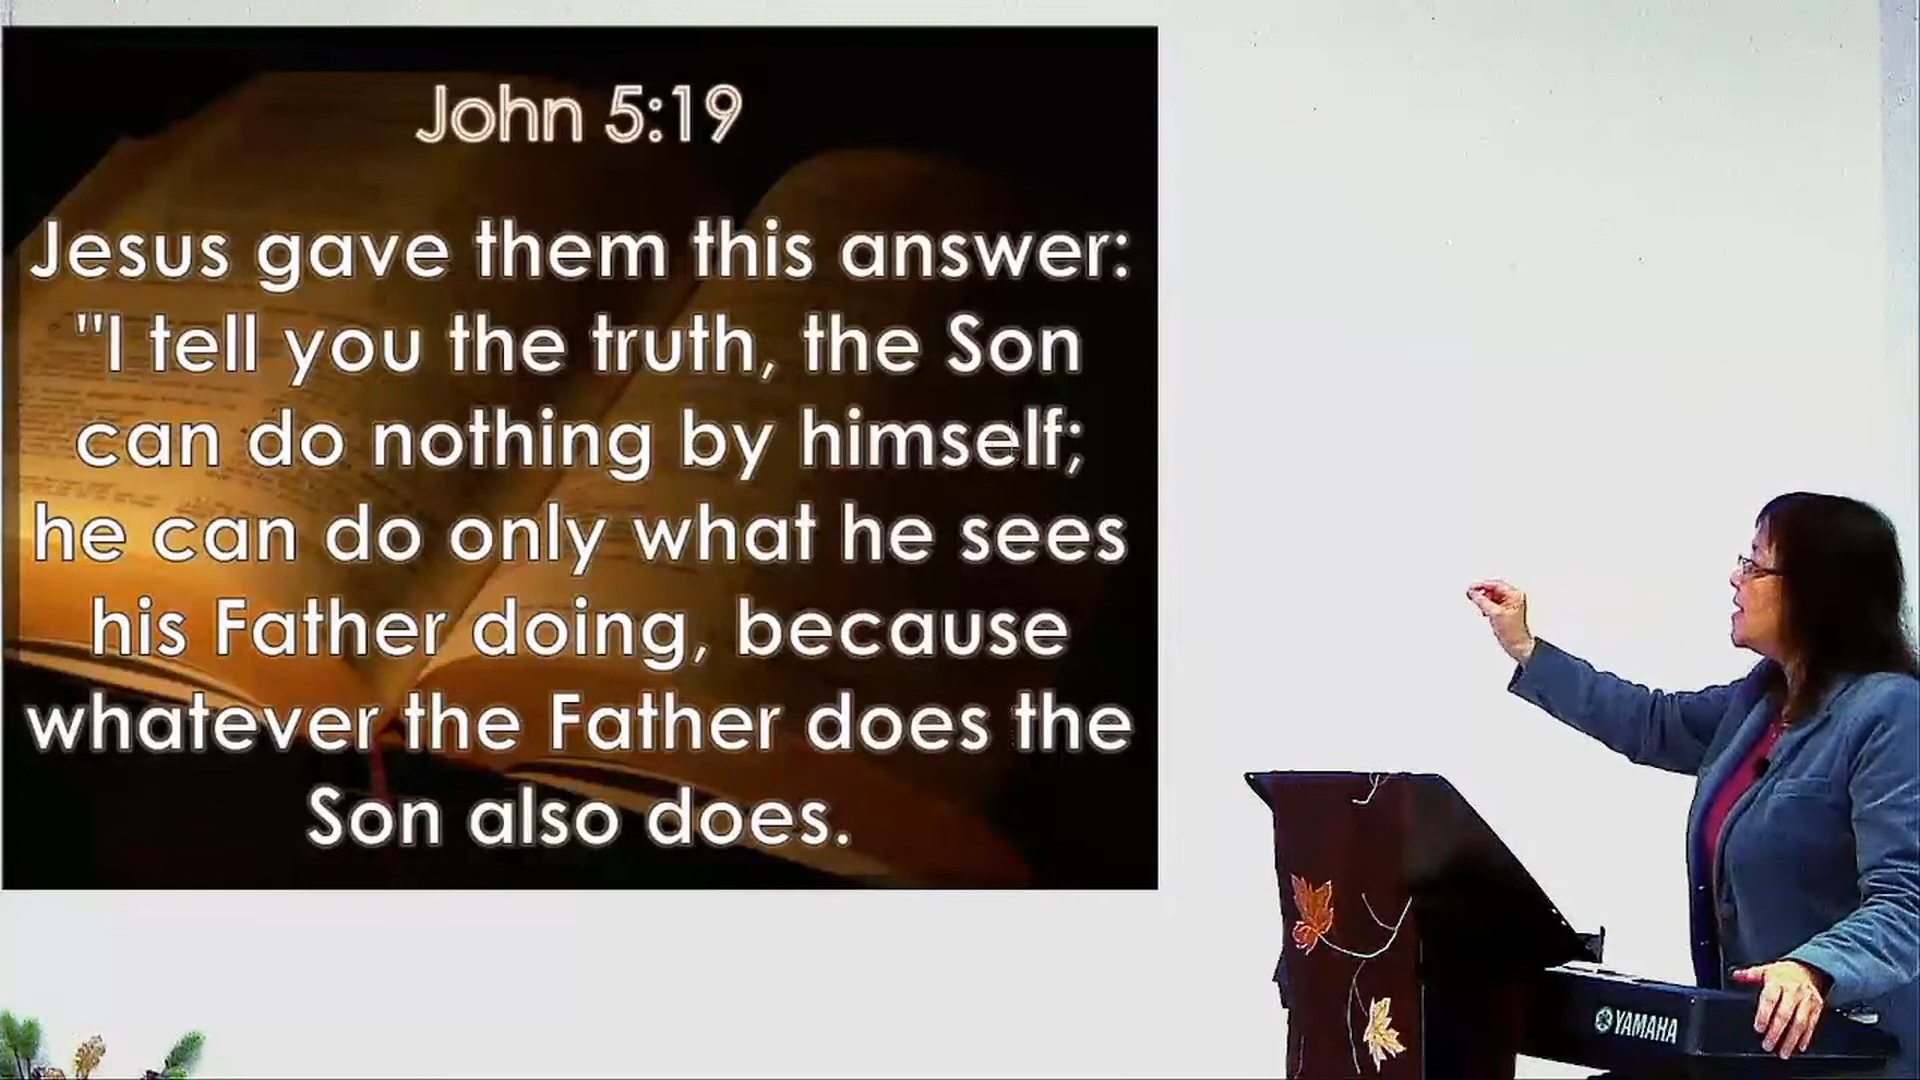 John 5:19
Jesus gave them this answer:
"I tell you the truth, the Son
can do nothing by himself;
he can do only what he sees
his Father doing, because
whatever the Father does the
Son also does.
YAMAHA